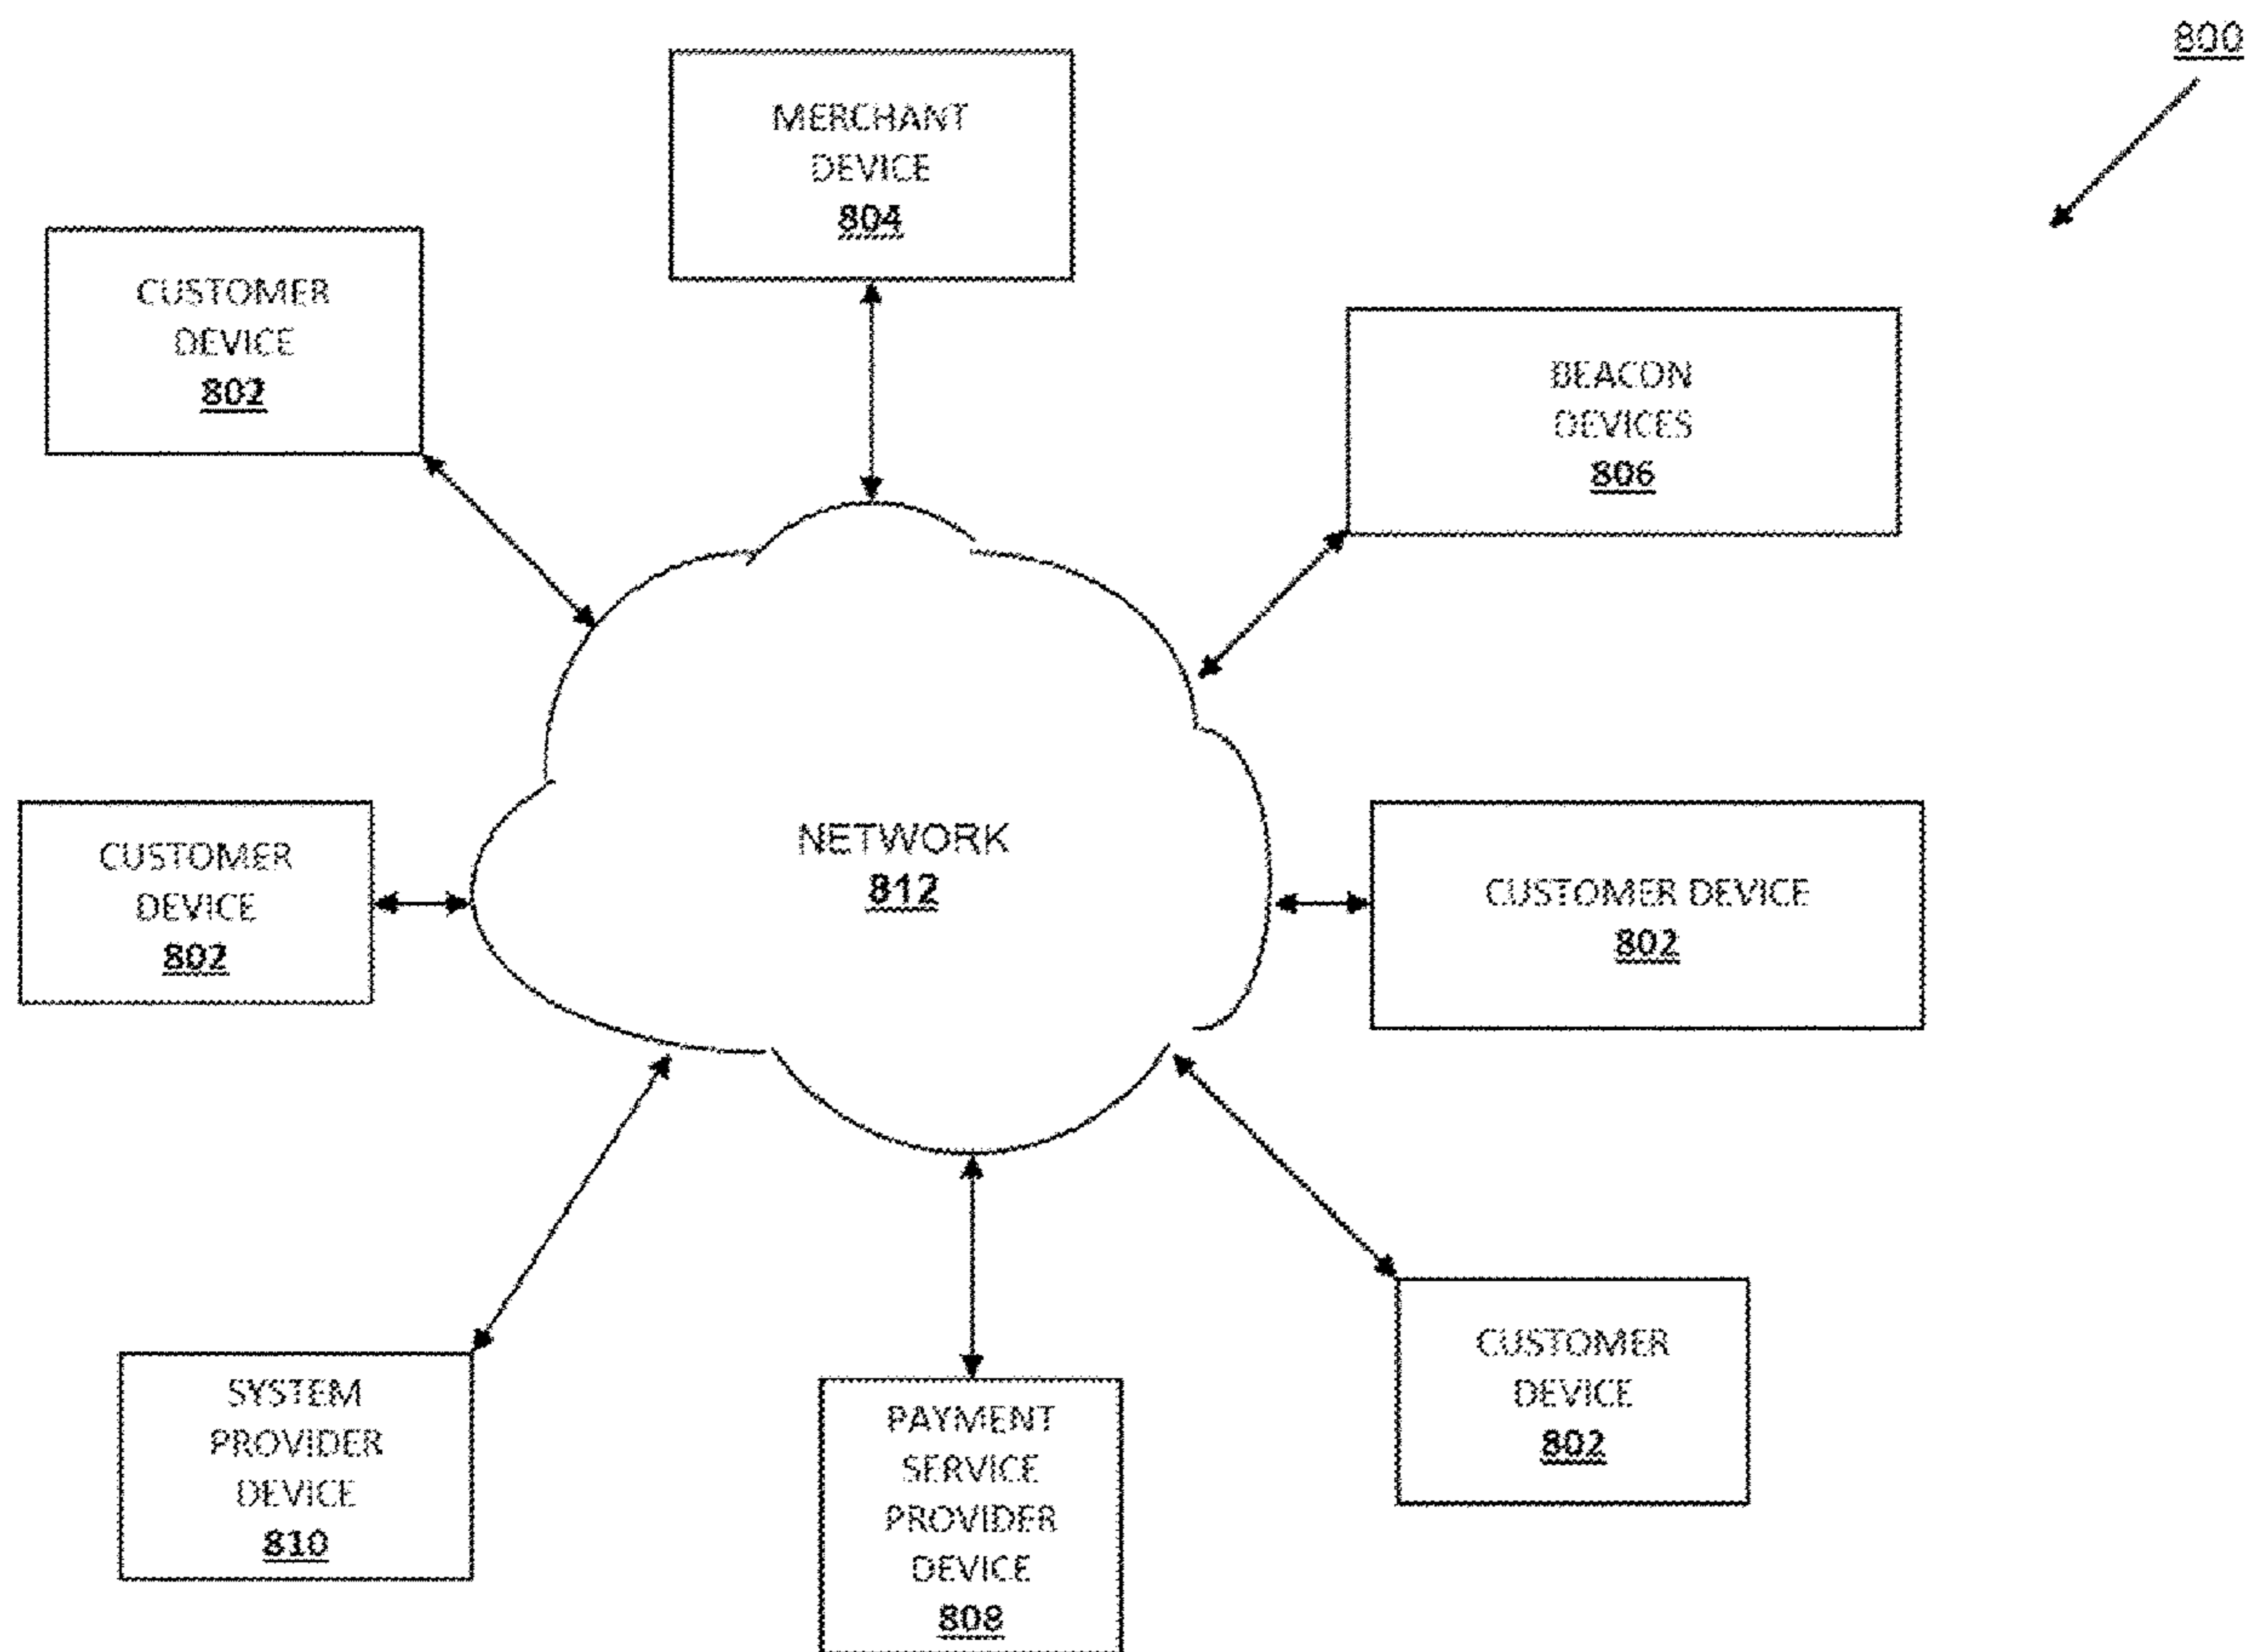 800
MERCHANT
DEVICE
804
CUSTOMER
DEVICE
802
BEACON
DEVICES
806
NETWORK
812
CUSTOMER
DEVICE
802
CUSTOMER DEVICE
802
SYSTEM
PROVIDER
DEVICE
810
PAYMENT
SERVICE
PROVIDER
DEVICE
808
CUSTOMER
DEVICE
802